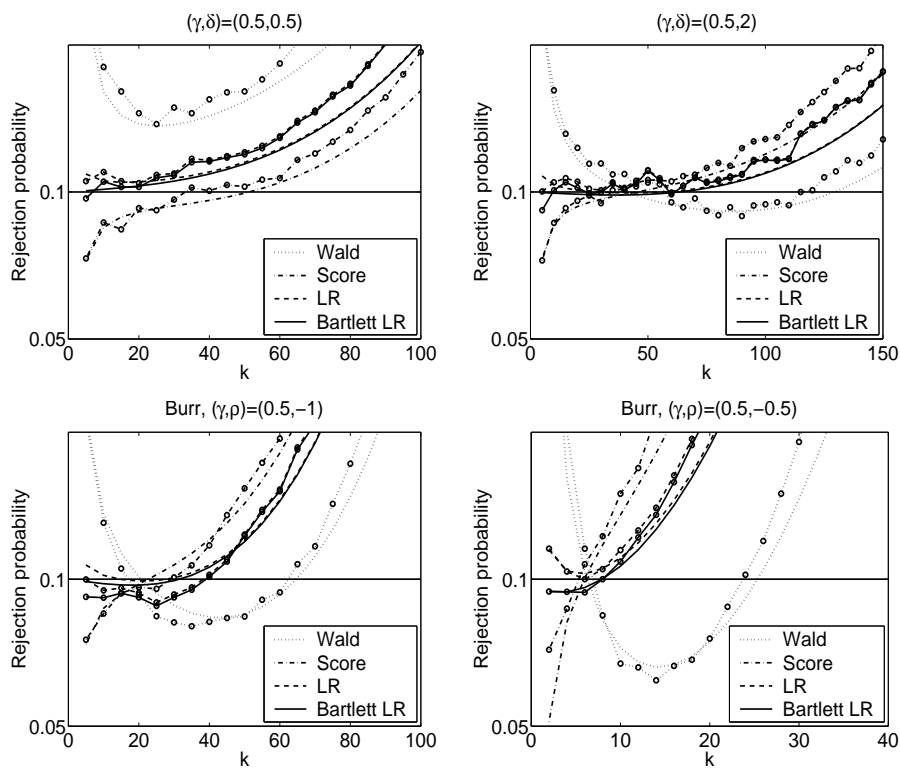 (γ,δ)=(0.5,0.5)
Rejection probability
0.1
0.05
0 20 40 60 80 100
k
Wald
Score
LR
Bartlett LR
(γ,δ)=(0.5,2)
Rejection probability
0.1
0.05
0 50 100 150
k
Wald
Score
LR
Bartlett LR
Burr, (γ,ρ)=(0.5,−1)
Rejection probability
0.1
0.05
0 20 40 60 80 100
k
Wald
Score
LR
Bartlett LR
Burr, (γ,ρ)=(0.5,−0.5)
Rejection probability
0.1
0.05
0 10 20 30 40
k
Wald
Score
LR
Bartlett LR